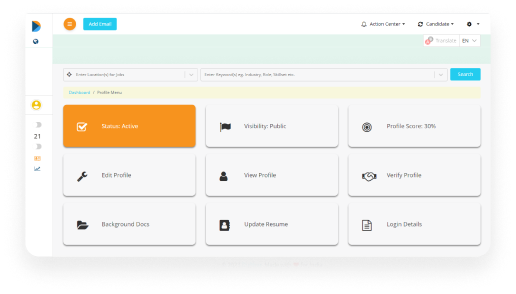 Add Email
Action Center
Candidate
Translate EN
Enter Location(s) for Jobs
Enter Keyword(s) eg. Industry, Role, Skillset etc.
Search
Dashboard / Profile Menu
Status: Active
Visibility: Public
Profile Score: 30%
21
Edit Profile
View Profile
Verify Profile
Background Docs
Update Resume
Login Details